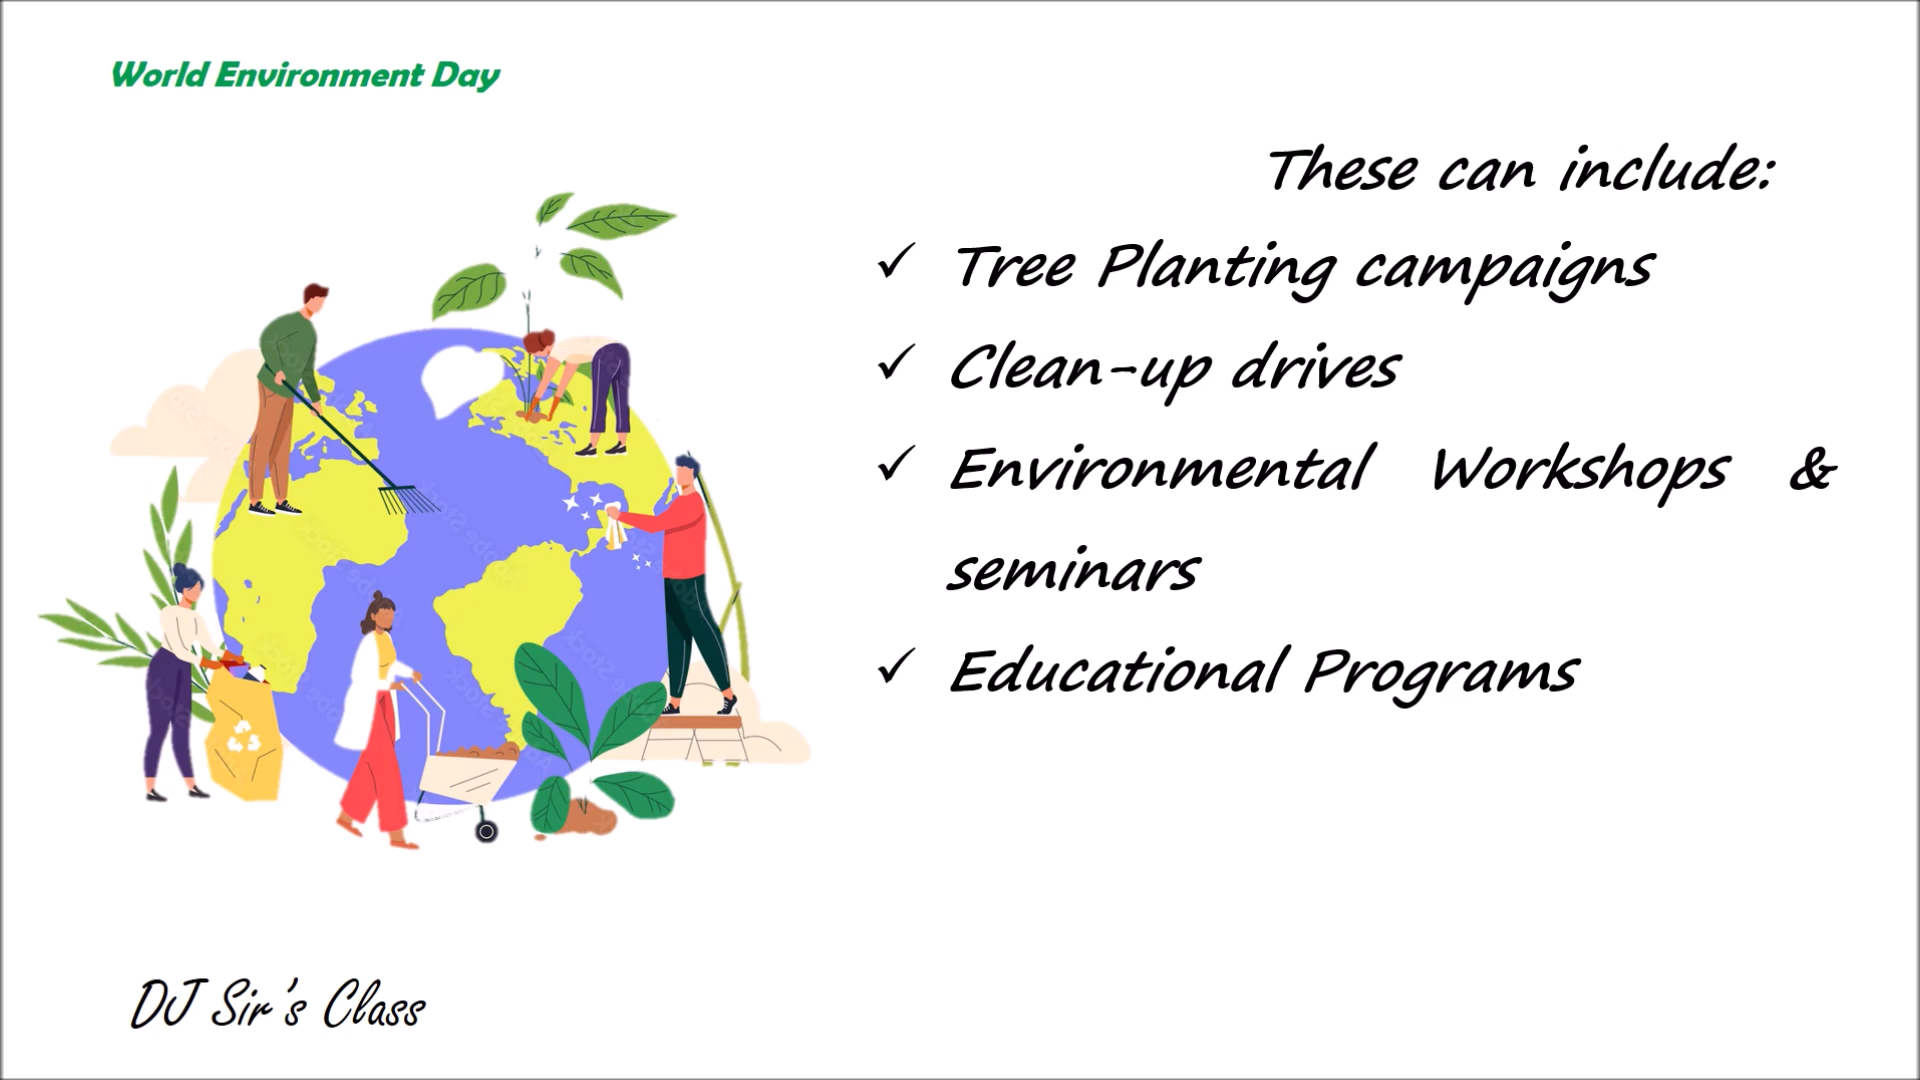 World Environment Day
These can include:
✓ Tree Planting campaigns
✓ Clean-up drives
✓ Environmental Workshops &
seminars
✓ Educational Programs
DJ Sir's Class